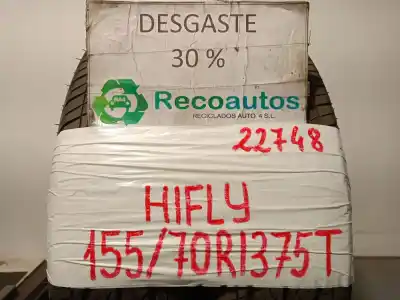 DESGASTE
30 %
Recoautos
RECICLADOS AUTO 4 S.L.
22748
HIFLY
155/70R1375T